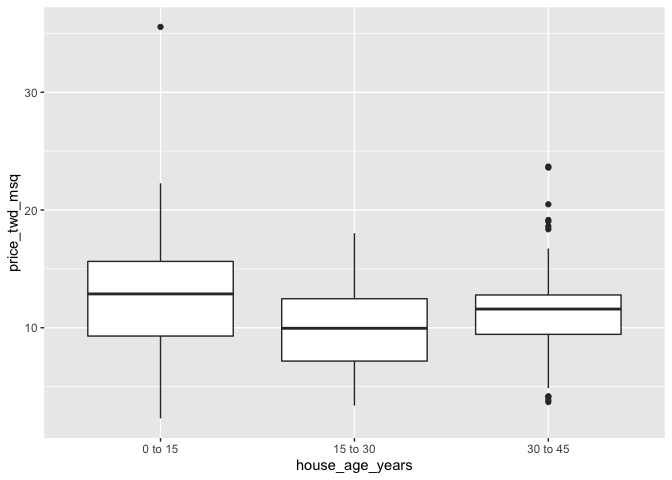 30
20
10
price_twd_msq
0 to 15
15 to 30
30 to 45
house_age_years